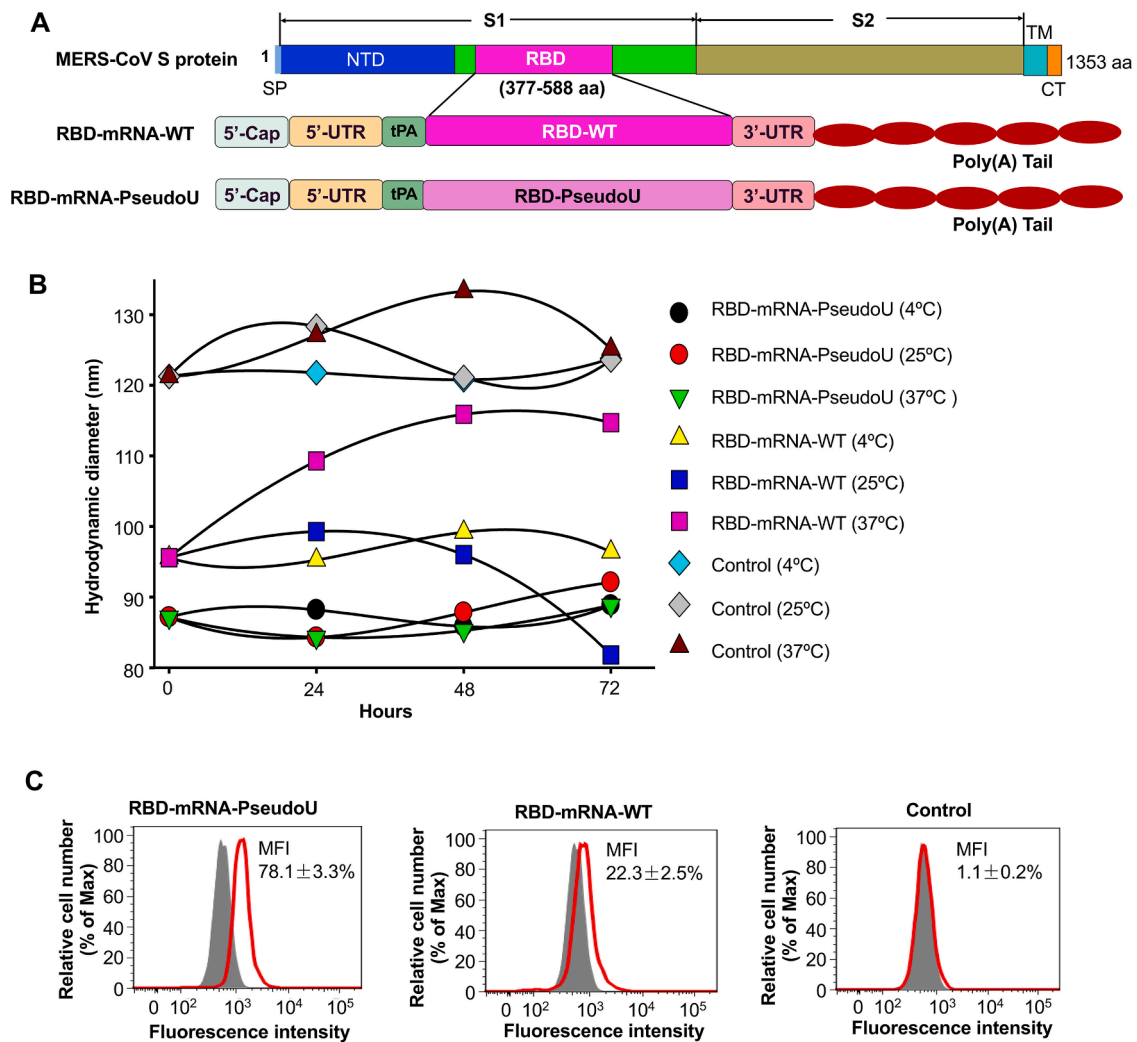 A
S1
S2
TM
MERS-CoV S protein
1
NTD
RBD
1353 aa
SP
(377-588 aa)
CT
RBD-mRNA-WT
5’-Cap
5’-UTR
tPA
RBD-WT
3’-UTR
Poly(A) Tail
RBD-mRNA-PseudoU
5’-Cap
5’-UTR
tPA
RBD-PseudoU
3’-UTR
Poly(A) Tail
B
Hydrodynamic diameter (nm)
130
120
110
100
90
80
0
24
48
72
Hours
RBD-mRNA-PseudoU (4ºC)
RBD-mRNA-PseudoU (25ºC)
RBD-mRNA-PseudoU (37ºC )
RBD-mRNA-WT (4ºC)
RBD-mRNA-WT (25ºC)
RBD-mRNA-WT (37ºC)
Control (4ºC)
Control (25ºC)
Control (37ºC)
C
RBD-mRNA-PseudoU
Relative cell number
(% of Max)
100
80
60
40
20
0
MFI
78.1±3.3%
0 10² 10³ 10⁴ 10⁵
Fluorescence intensity
RBD-mRNA-WT
Relative cell number
(% of Max)
100
80
60
40
20
0
MFI
22.3±2.5%
0 10² 10³ 10⁴ 10⁵
Fluorescence intensity
Control
Relative cell number
(% of Max)
100
80
60
40
20
0
MFI
1.1±0.2%
0 10² 10³ 10⁴ 10⁵
Fluorescence intensity